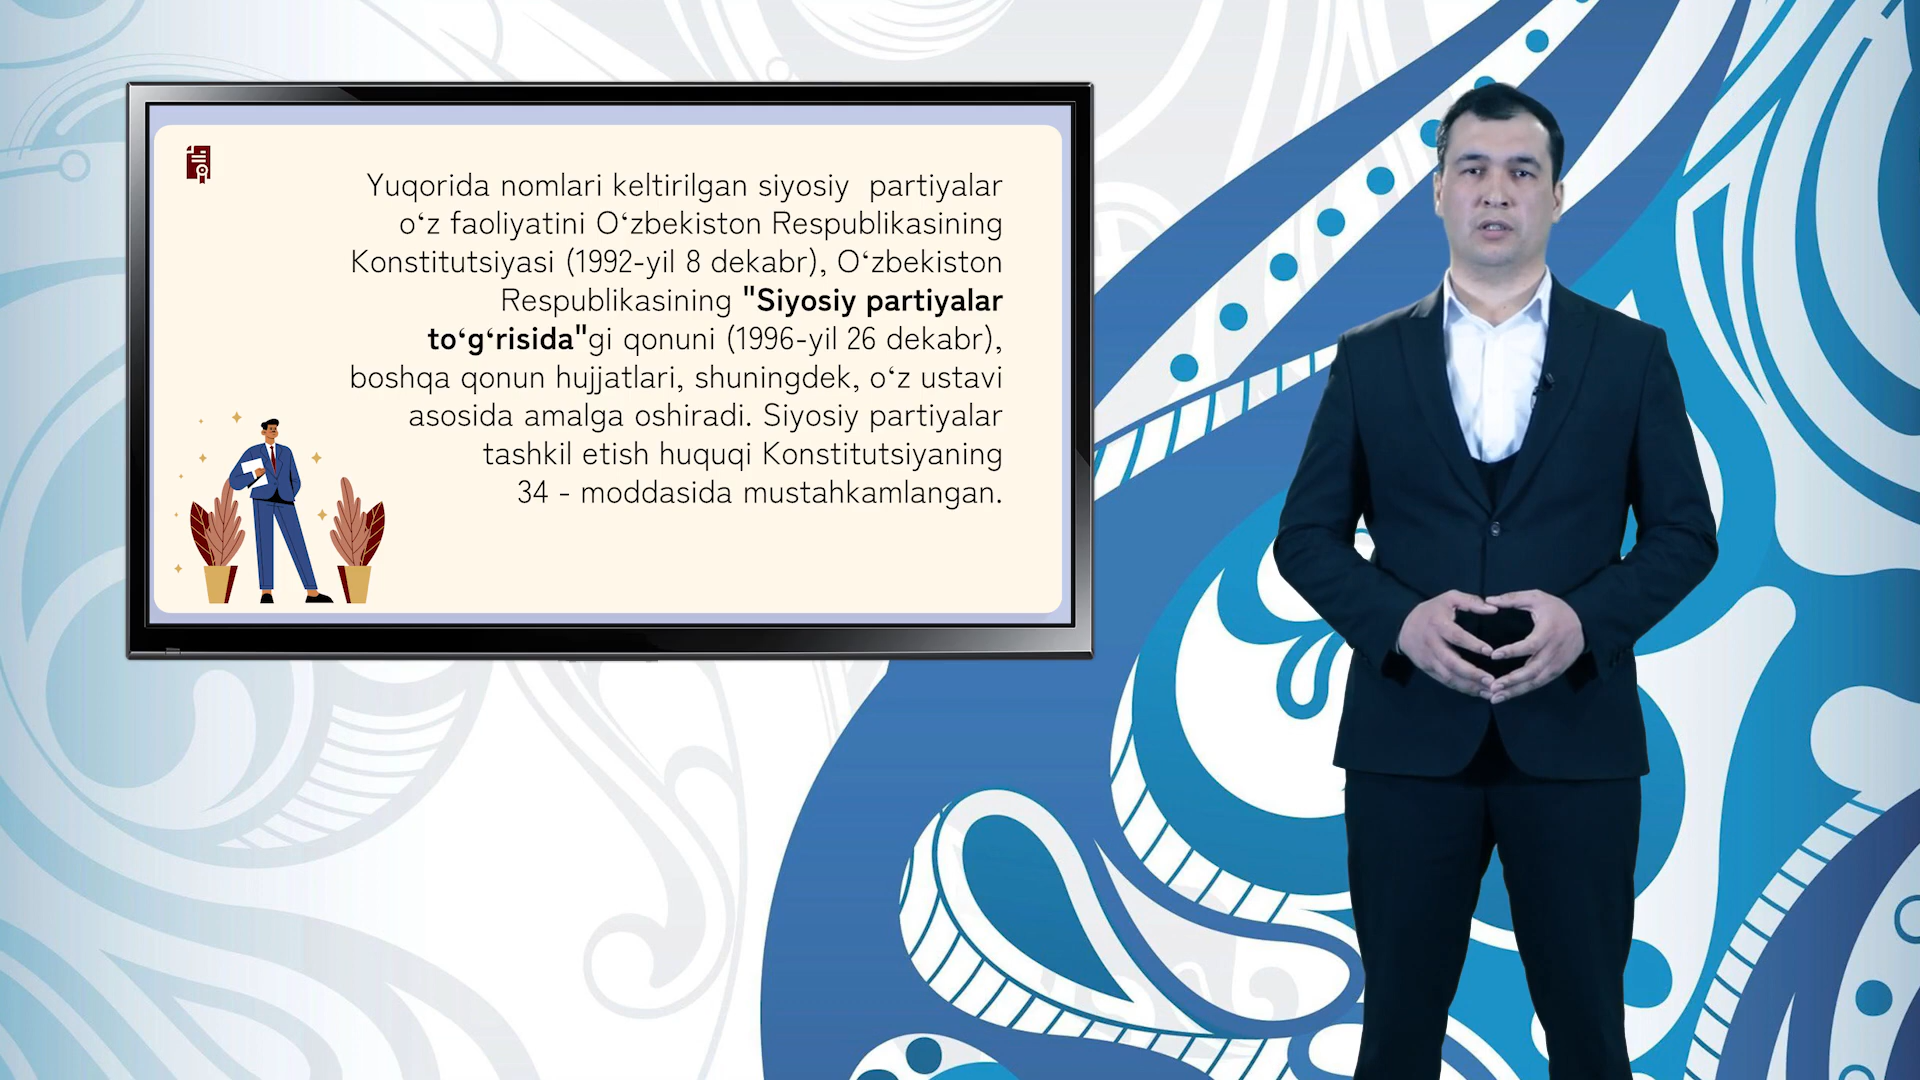 Yuqorida nomlari keltirilgan siyosiy partiyalar
o‘z faoliyatini O‘zbekiston Respublikasining
Konstitutsiyasi (1992-yil 8 dekabr), O‘zbekiston
Respublikasining "Siyosiy partiyalar
to‘g‘risida"gi qonuni (1996-yil 26 dekabr),
boshqa qonun hujjatlari, shuningdek, o‘z ustavi
asosida amalga oshiradi. Siyosiy partiyalar
tashkil etish huquqi Konstitutsiyaning
34 - moddasida mustahkamlangan.